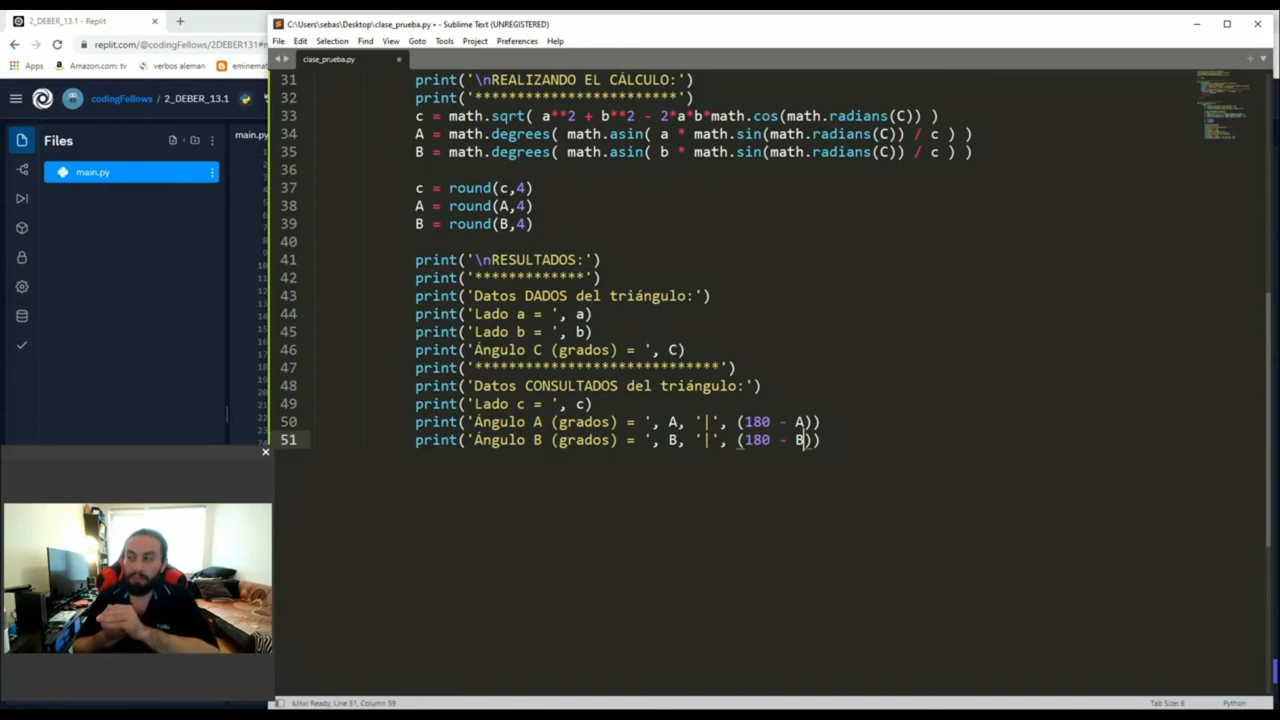 2_DEBER_13.1 - Replit
replit.com/@codingFellows/2DEBER131#
Apps
Amazon.com: tv
verbos aleman
eminemat
codingFellows / 2_DEBER_13.1
Files
main.py
main.py
C:\Users\sebas\Desktop\clase_prueba.py • - Sublime Text (UNREGISTERED)
File Edit Selection Find View Goto Tools Project Preferences Help
clase_prueba.py
31 print('\nREALIZANDO EL CÁLCULO:')
32 print('************************')
33 c = math.sqrt( a**2 + b**2 - 2*a*b*math.cos(math.radians(C)) )
34 A = math.degrees( math.asin( a * math.sin(math.radians(C)) / c ) )
35 B = math.degrees( math.asin( b * math.sin(math.radians(C)) / c ) )
36
37 c = round(c,4)
38 A = round(A,4)
39 B = round(B,4)
40
41 print('\nRESULTADOS:')
42 print('*************')
43 print('Datos DADOS del triángulo:')
44 print('Lado a = ', a)
45 print('Lado b = ', b)
46 print('Ángulo C (grados) = ', C)
47 print('*****************************')
48 print('Datos CONSULTADOS del triángulo:')
49 print('Lado c = ', c)
50 print('Ángulo A (grados) = ', A, '|', (180 - A))
51 print('Ángulo B (grados) = ', B, '|', (180 - B))
Ready, Line 51, Column 59
Tab Size: 6
Python